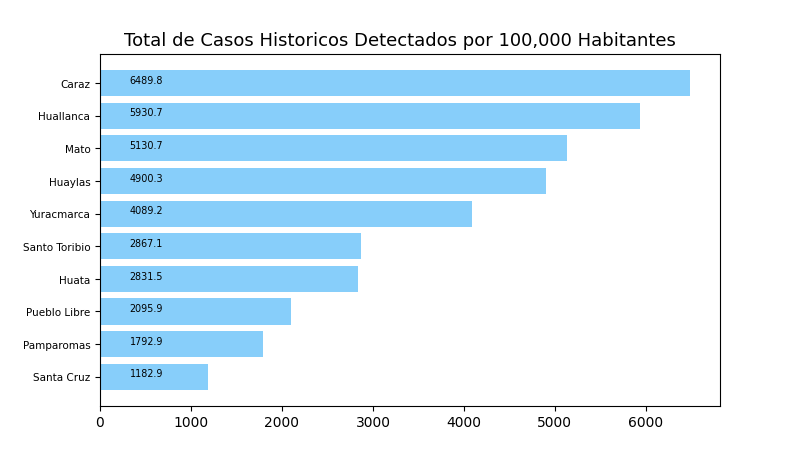 Total de Casos Historicos Detectados por 100,000 Habitantes
Caraz 6489.8
Huallanca 5930.7
Mato 5130.7
Huaylas 4900.3
Yuracmarca 4089.2
Santo Toribio 2867.1
Huata 2831.5
Pueblo Libre 2095.9
Pamparomas 1792.9
Santa Cruz 1182.9
0 1000 2000 3000 4000 5000 6000